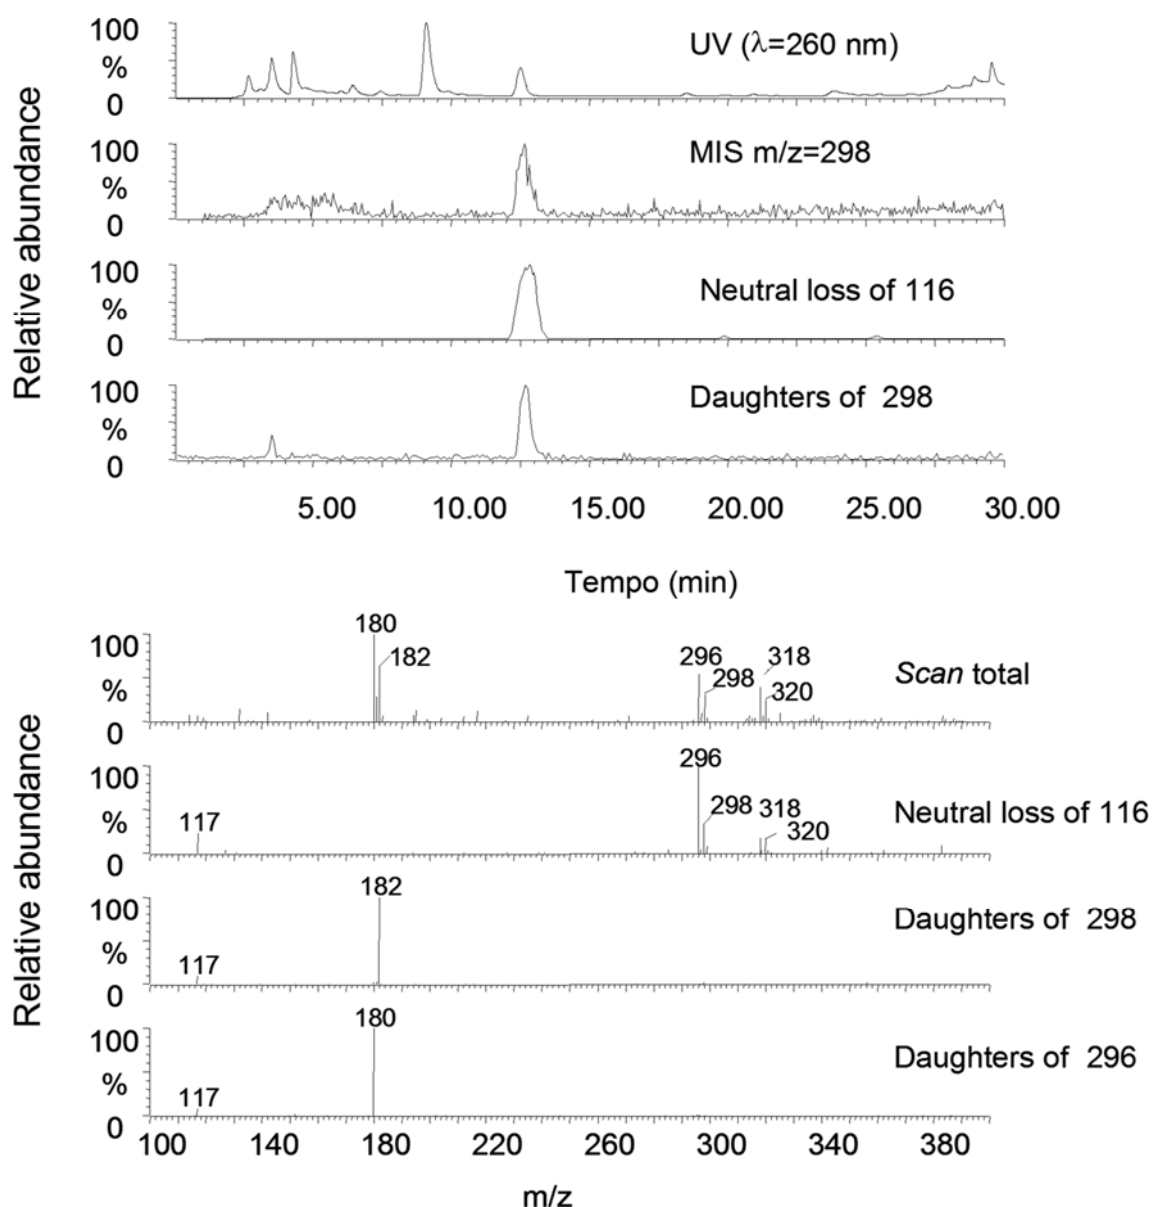 100
%
0
UV (λ=260 nm)
100
%
0
MIS m/z=298
100
%
0
Neutral loss of 116
100
%
0
Daughters of 298
Relative abundance
5.00 10.00 15.00 20.00 25.00 30.00
Tempo (min)
100
%
0
180
182
296
298
318
320
Scan total
100
%
0
117
296
298
318
320
Neutral loss of 116
100
%
0
117
182
Daughters of 298
100
%
0
117
180
Daughters of 296
Relative abundance
100 140 180 220 260 300 340 380
m/z